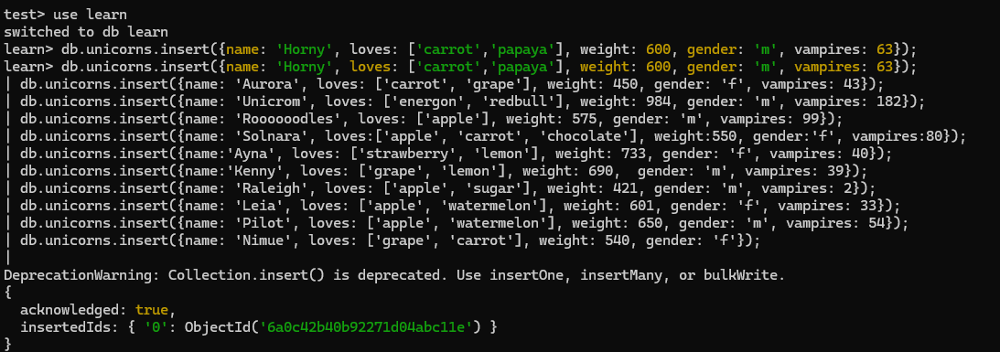 test> use learn
switched to db learn
learn> db.unicorns.insert({name: 'Horny', loves: ['carrot','papaya'], weight: 600, gender: 'm', vampires: 63});
learn> db.unicorns.insert({name: 'Horny', loves: ['carrot','papaya'], weight: 600, gender: 'm', vampires: 63});
| db.unicorns.insert({name: 'Aurora', loves: ['carrot', 'grape'], weight: 450, gender: 'f', vampires: 43});
| db.unicorns.insert({name: 'Unicrom', loves: ['energon', 'redbull'], weight: 984, gender: 'm', vampires: 182});
| db.unicorns.insert({name: 'Roooooodles', loves: ['apple'], weight: 575, gender: 'm', vampires: 99});
| db.unicorns.insert({name: 'Solnara', loves:['apple', 'carrot', 'chocolate'], weight:550, gender:'f', vampires:80});
| db.unicorns.insert({name:'Ayna', loves: ['strawberry', 'lemon'], weight: 733, gender: 'f', vampires: 40});
| db.unicorns.insert({name:'Kenny', loves: ['grape', 'lemon'], weight: 690,  gender: 'm', vampires: 39});
| db.unicorns.insert({name: 'Raleigh', loves: ['apple', 'sugar'], weight: 421, gender: 'm', vampires: 2});
| db.unicorns.insert({name: 'Leia', loves: ['apple', 'watermelon'], weight: 601, gender: 'f', vampires: 33});
| db.unicorns.insert({name: 'Pilot', loves: ['apple', 'watermelon'], weight: 650, gender: 'm', vampires: 54});
| db.unicorns.insert({name: 'Nimue', loves: ['grape', 'carrot'], weight: 540, gender: 'f'});
|
DeprecationWarning: Collection.insert() is deprecated. Use insertOne, insertMany, or bulkWrite.
{
  acknowledged: true,
  insertedIds: { '0': ObjectId('6a0c42b40b92271d04abc11e') }
}